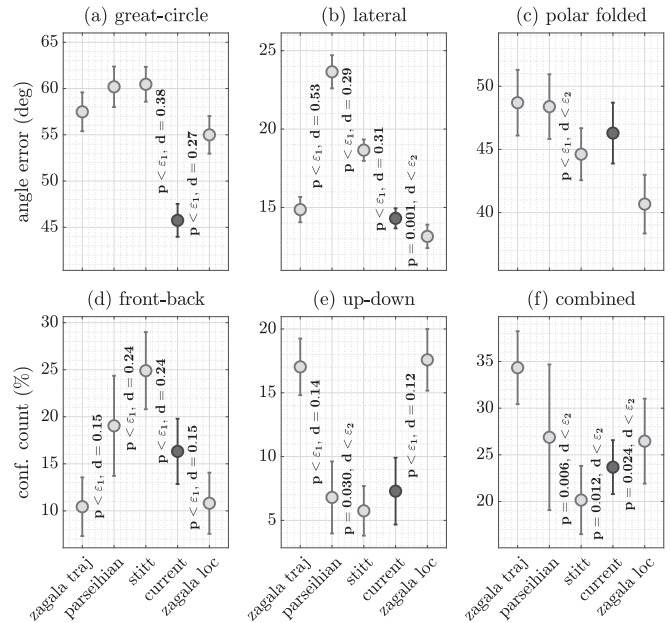 (a) great-circle
(b) lateral
(c) polar folded
angle error (deg)
65
60
55
50
45
p < ε₁, d = 0.38
p < ε₁, d = 0.27
25
20
15
p < ε₁, d = 0.53
p < ε₁, d = 0.29
p < ε₁, d = 0.31
p = 0.001, d < ε₂
50
45
40
p < ε₁, d < ε₂
(d) front-back
(e) up-down
(f) combined
conf. count (%)
30
25
20
15
10
p < ε₁, d = 0.15
p < ε₁, d = 0.24
p < ε₁, d = 0.24
p < ε₁, d = 0.15
20
15
10
5
p < ε₁, d = 0.14
p = 0.030, d < ε₂
p < ε₁, d = 0.12
35
30
25
20
p = 0.006, d < ε₂
p = 0.012, d < ε₂
p = 0.024, d < ε₂
zagala traj
parseihian
stitt
current
zagala loc
zagala traj
parseihian
stitt
current
zagala loc
zagala traj
parseihian
stitt
current
zagala loc